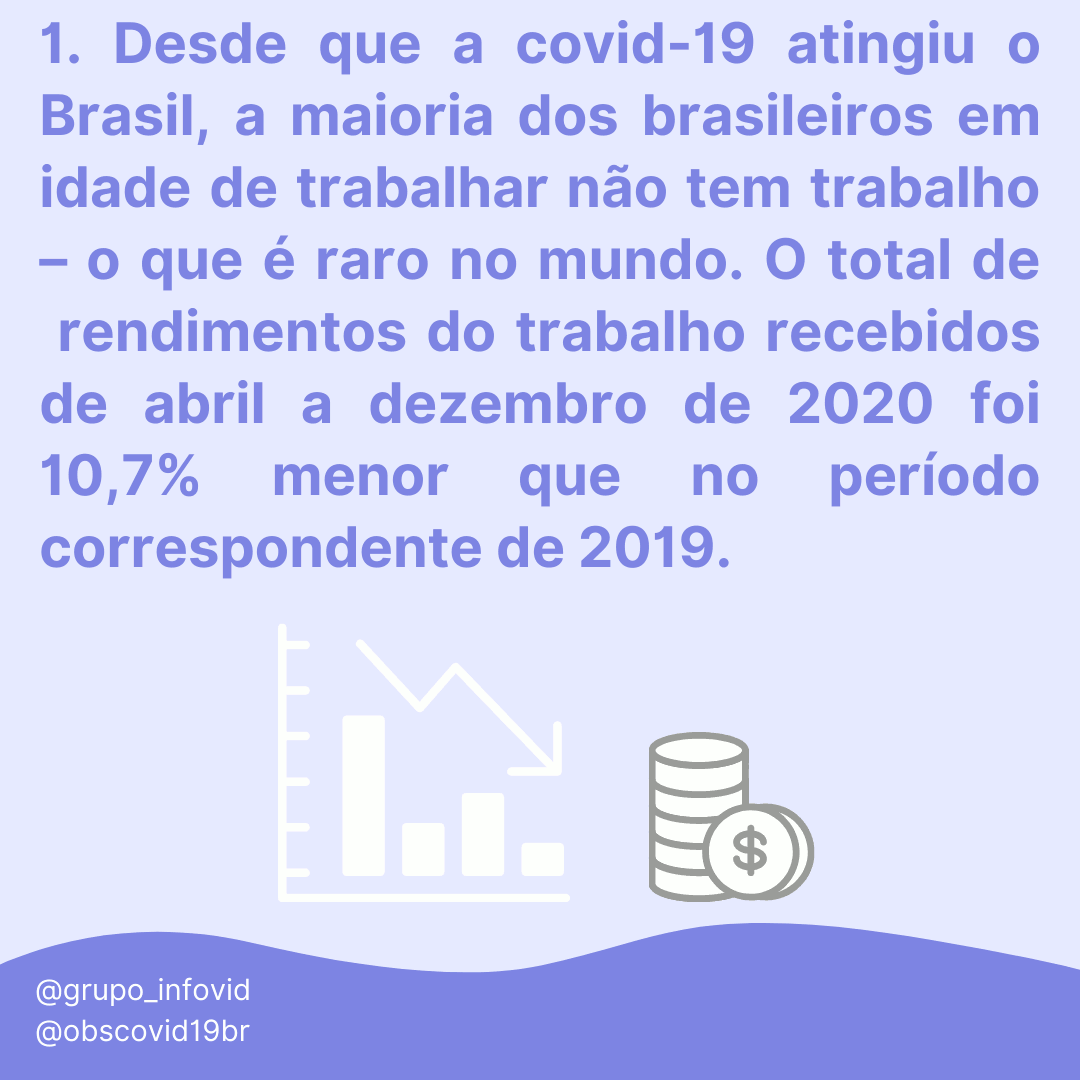 1. Desde que a covid-19 atingiu o
Brasil, a maioria dos brasileiros em
idade de trabalhar não tem trabalho
– o que é raro no mundo. O total de
rendimentos do trabalho recebidos
de abril a dezembro de 2020 foi
10,7% menor que no período
correspondente de 2019.
$
@grupo_infovid
@obscovid19br